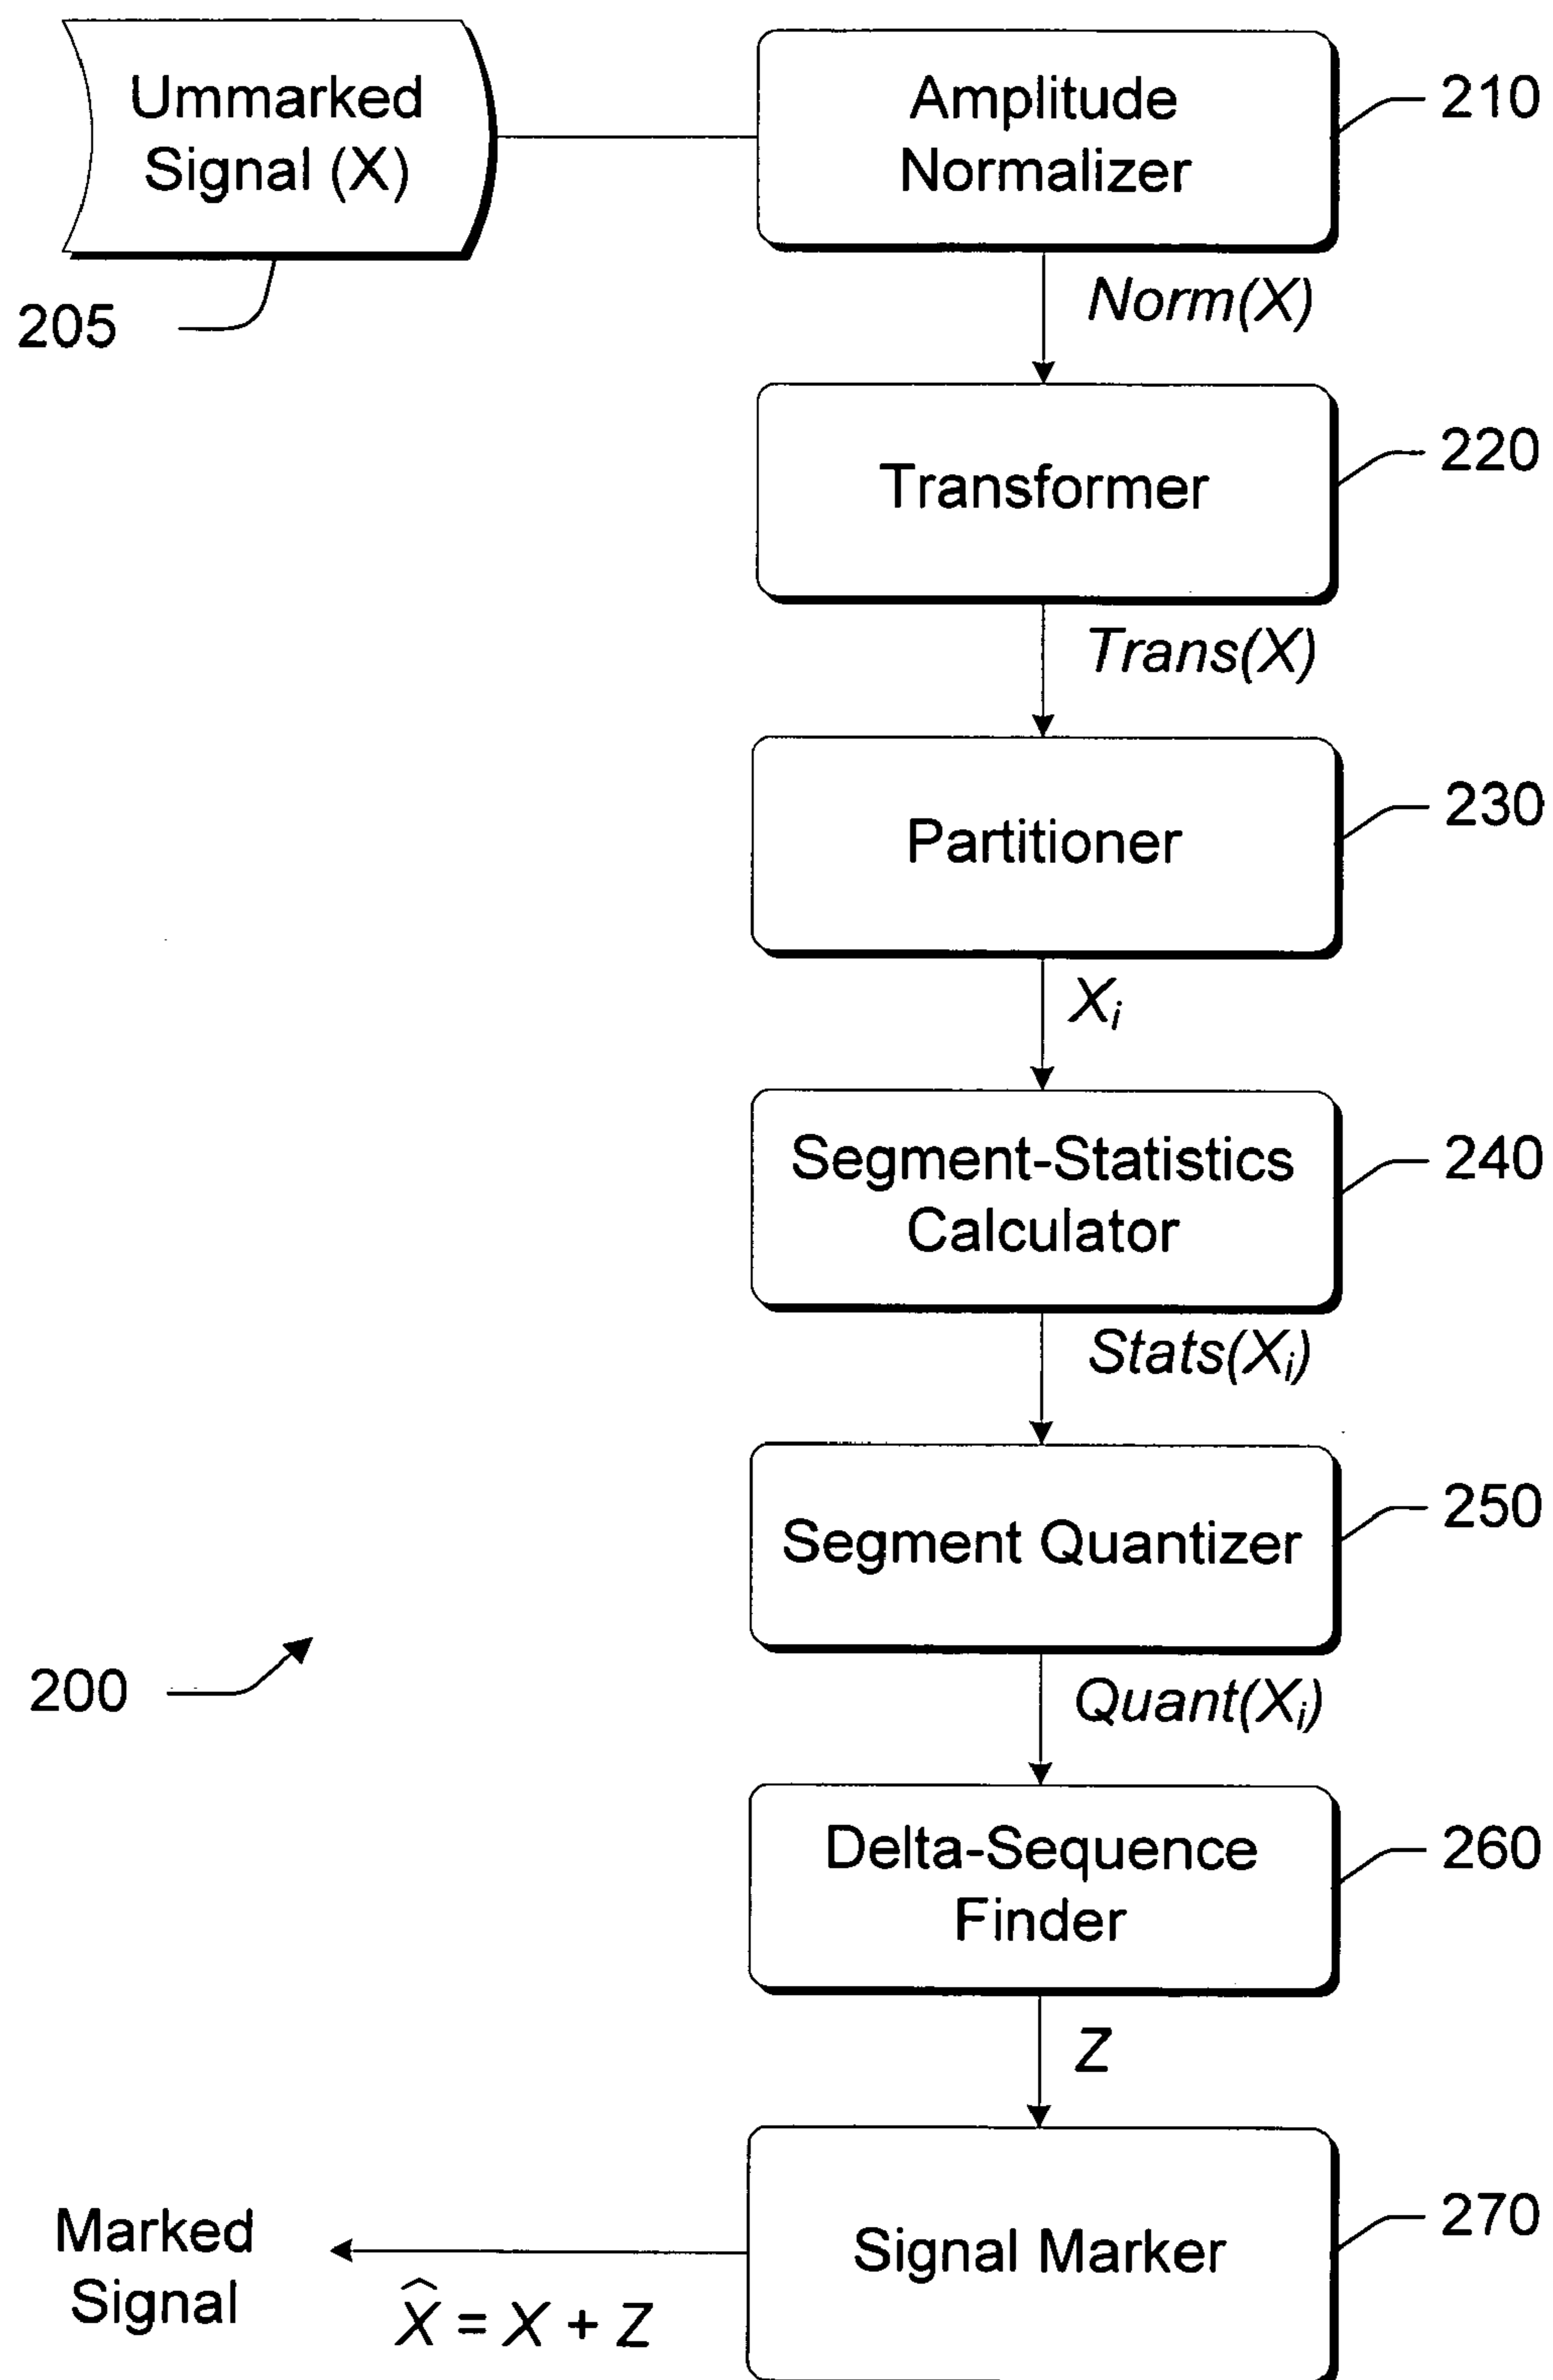 Ummarked
Signal (X)
205
Amplitude
Normalizer
210
Norm(X)
Transformer
220
Trans(X)
Partitioner
230
Xi
Segment-Statistics
Calculator
240
Stats(Xi)
Segment Quantizer
250
200
Quant(Xi)
Delta-Sequence
Finder
260
Z
Signal Marker
270
Marked
Signal
X̂ = X + Z